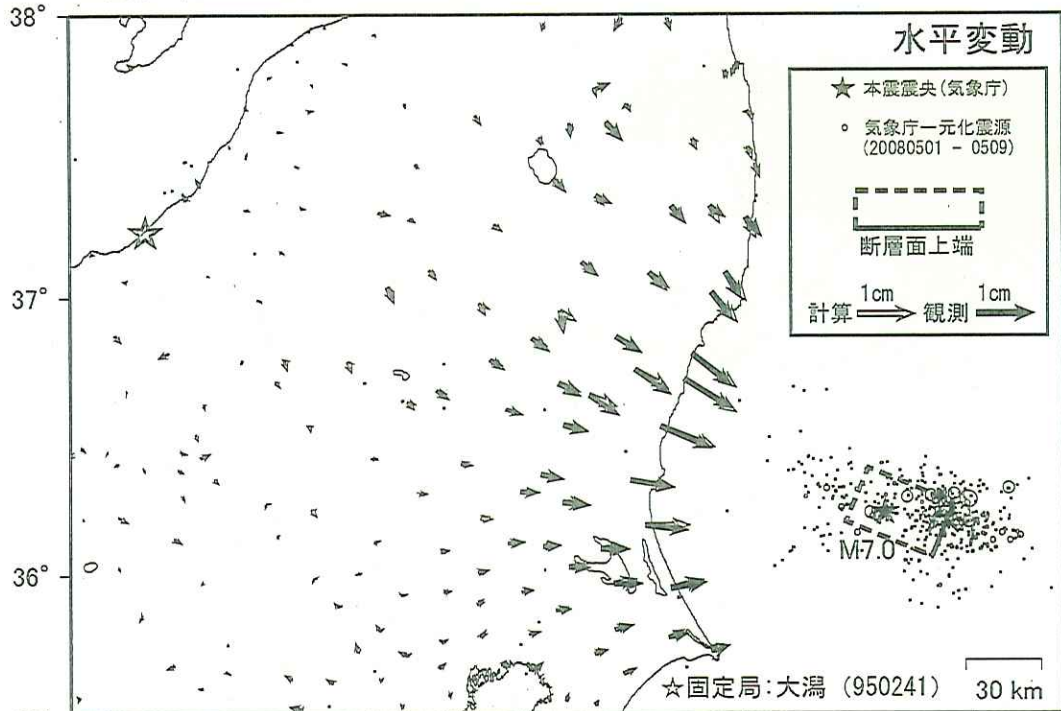 38°
水平変動
本震震央(気象庁)
気象庁一元化震源
(20080501 - 0509)
断層面上端
1cm 1cm
計算 観測
37°
36°
M7.0
☆固定局:大潟 (950241)
30 km